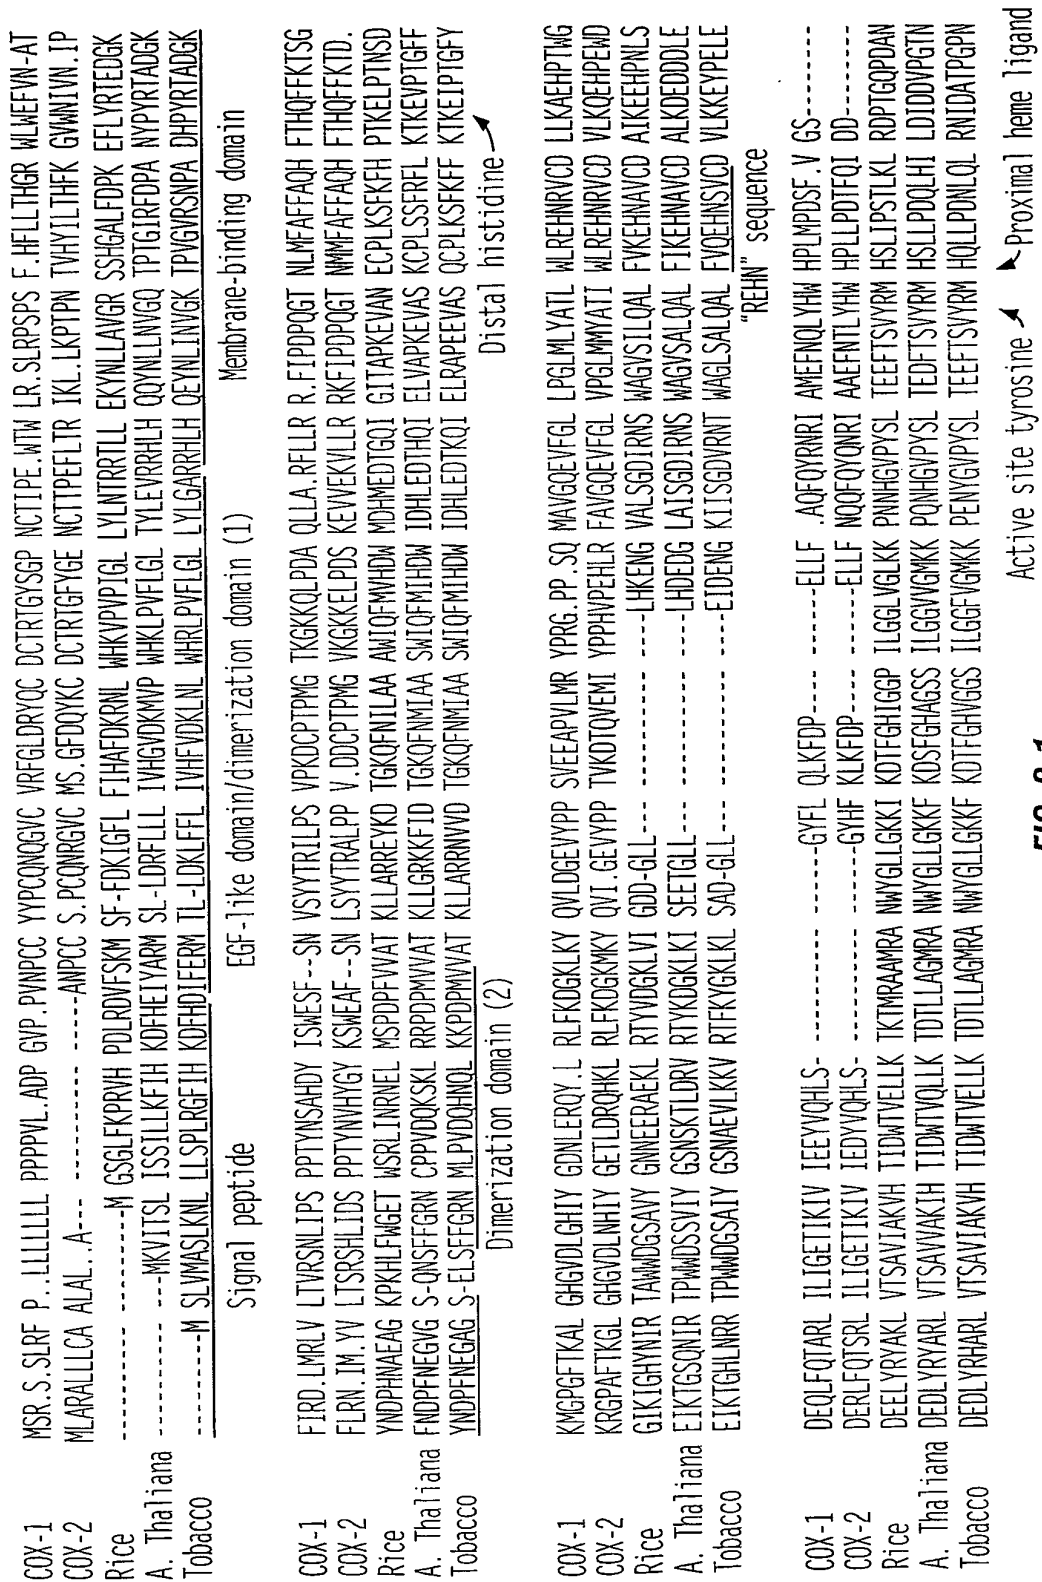 COX-1 MSR.S.SLRF P..LLLLLLL PPPPVL.ADP GVP.PVNPCC YYPCQNQGVC VRFGLDRYQC DCTRTGYSGP NCTIPE.WTW LR.SLRPSPS F.HFLLTHGR WLWEFVN-AT
COX-2 MLARALLLCA ALAL..A--- ----------- -----ANPCC S.PCQNRGVC MS.GFDQYKC DCTRTGFYGE NCTTPEFLTR IKL.LKPTPN TVHYILTHFK GVWNIVN.IP
Rice ---------- ---------M GSGLFKPRVH PDLRDVFSKM SF-FDKIGFL FIHAFDKRNL WHKVPVPIGL LYLNTRRTLL EKYNLLAVGR SSHGALFDPK EFLYRTEDGK
A. Thaliana ---------- --MKVITSL ISSILLKFIH KDFHEIYARM SL-LDRFLLL IVHGVDKMVP WHKLPVFLGL TYLEVRRHLH QQYNLLNVGQ TPTGIRFDPA NYPYRTADGK
Tobacco -------M SLVMASLKNL LLSPLRGFIH KDFHDIFERM TL-LDKLFFL IVHFVDKLNL WHRLPVFLGL LYLGARRHLH QEYNLINVGK TPVGVRSNPA DHPYRTADGK
Signal peptide EGF-like domain/dimerization domain (1) Membrane-binding domain
FIRD.LMRLV LTVRSNLIPS PPTYNSAHDY ISWESF--SN VSYYTRILPS VPKDCPTPMG TKGKKQLPDA QLLA.RFLLR R.FIPDPQGT NLMFAFFAQH FTHQFFKTSG
FLRN.IM.YV LTSRSHLIDS PPTYNVHYGY KSWEAF--SN LSYYTRALPP V.DDCPTPMG VKGKKELPDS KEVVEKVLLR RKFIPDPQGT NMMFAFFAQH FTHQFFKTD.
YNDPHNAEAG KPKHLFWGET WSRLINRNEL MSPDPFVVAT KLLARREYKD TGKQFNILAA AWIQFMVHDW MDHMEDTGQI GITAPKEVAN ECPLKSFKFH PTKELPTNSD
FNDPFNEGVG S-QNSFFGRN CPPVDQKSKL RRPDPMVVAT KLLGRKKFID TGKQFNMIAA SWIQFMIHDW IDHLEDTHQI ELVAPKEVAS KCPLSSFRFL KTKEVPTGFF
YNDPFNEGAG S-ELSFFGRN MLPVDQHNQL KKPDPMVVAT KLLARRNVVD TGKQFNMIAA SWIQFMIHDW IDHLEDTKQI ELRAPEEVAS QCPLKSFKFF KTKEIPTGFY
COX-1
COX-2
Rice
A. Thaliana
Tobacco
Dimerization domain (2) Distal histidine
COX-1 KMGPGFTKAL GHGVDLGHIY GDNLERQY.L RLFKDGKLKY QVLDGEVYPP SVEEAPVLMR YPRG.PP.SQ MAVGQEVFGL LPGLMLYATL WLREHNRVCD LLKAEHPTWG
COX-2 KRGPAFTKGL GHGVDLNHIY GETLDRQHKL RLFKDGKMKY QVI.GEVYPP TVKDTQVEMI YPPHVPEHLR FAVGQEVFGL VPGLMMYATI WLREHNRVCD VLKQEHPEWD
Rice GIKIGHYNIR TAWWDGSAVY GNNEERAEKL RTYVDGKLVI GDD-GLL--- ---------- --LHKENG VALSGDIRNS WAGVSILQAL FVKEHNAVCD AIKEEHPNLS
A. Thaliana EIKTGSQNIR TPWWDSSVIY GSNSKTLDRV RTYKDGKLKI SEETGLL--- ---------- --LHDEDG LAISGDIRNS WAGVSALQAL FIKEHNAVCD ALKDEDDDLE
Tobacco EIKTGHLNRR TPWWDGSAIY GSNAEVLKKV RTFKYGKLKL SAD-GLL--- ---------- --EIDENG KIISGDVRNT WAGLSALQAL FVQEHNSVCD VLKKEYPELE
"REHN" sequence
COX-1 DEQLFQTARL ILIGETIKIV IEEYVQHLS- ---------- ------GYFL QLKFDP---- ------ELLF .AQFQYRNRI AMEFNQLYHW HPLMPDSF.V GS--------
COX-2 DERLFQTSRL ILIGETIKIV IEDYVQHLS- ---------- ------GYHF KLKFDP---- ------ELLF NQQFQYQNRI AAEFNTLYHW HPLLPDTFQI DD--------
Rice DEELYRYAKL VTSAVIAKVH TIDWTVELLK TKTMRAAMRA NWYGLLGKKI KDTFGHIGGP ILGGLVGLKK PNNHGVPYSL TEEFTSVYRM HSLIPSTLKL RDPTGQPDAN
A. Thaliana DEDLYRYARL VTSAVVAKIH TIDWTVQLLK TDTLLAGMRA NWYGLLGKKF KDSFGHAGSS ILGGVVGMKK PQNHGVPYSL TEDFTSVYRM HSLLPDQLHI LDIDDVPGTN
Tobacco DEDLYRHARL VTSAVIAKVH TIDWTVELLK TDTLLAGMRA NWYGLLGKKF KDTFGHVGGS ILGGFVGMKK PENYGVPYSL TEEFTSVYRM HQLLPDNLQL RNIDATPGPN
Active site tyrosine Proximal heme ligand